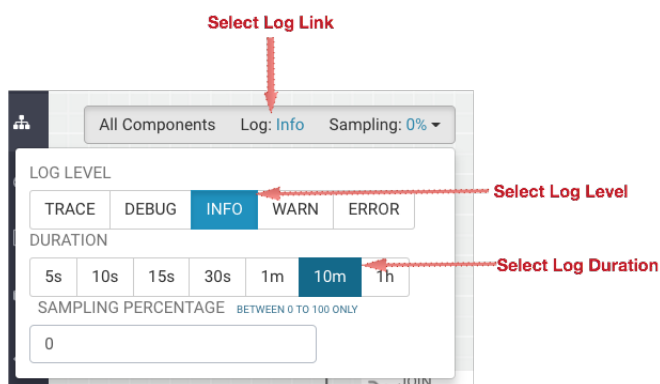 Select Log Link
All Components Log: Info Sampling: 0%
LOG LEVEL
TRACE DEBUG INFO WARN ERROR
Select Log Level
DURATION
5s 10s 15s 30s 1m 10m 1h
Select Log Duration
SAMPLING PERCENTAGE BETWEEN 0 TO 100 ONLY
0
JOIN